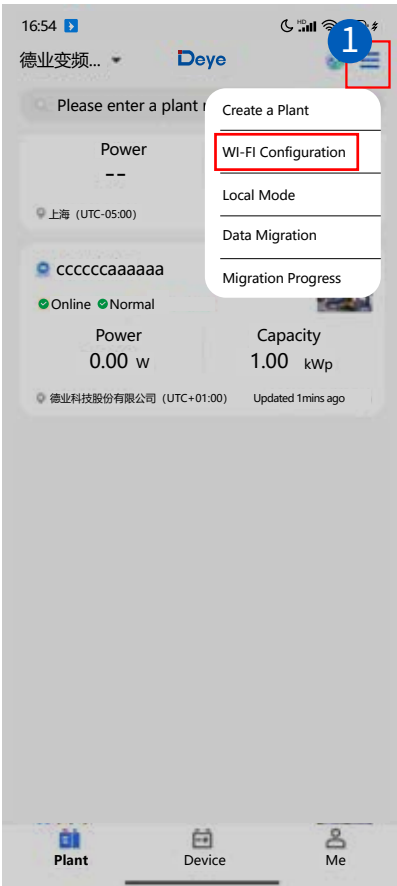 16:54
1
德业变频...
Deye
Please enter a plant
Create a Plant
Power
WI-FI Configuration
--
Local Mode
上海 (UTC-05:00)
Data Migration
ccccccaaaaaa
Migration Progress
Online Normal
Power Capacity
0.00 W 1.00 kWp
德业科技股份有限公司 (UTC+01:00) Updated 1mins ago
Plant Device Me